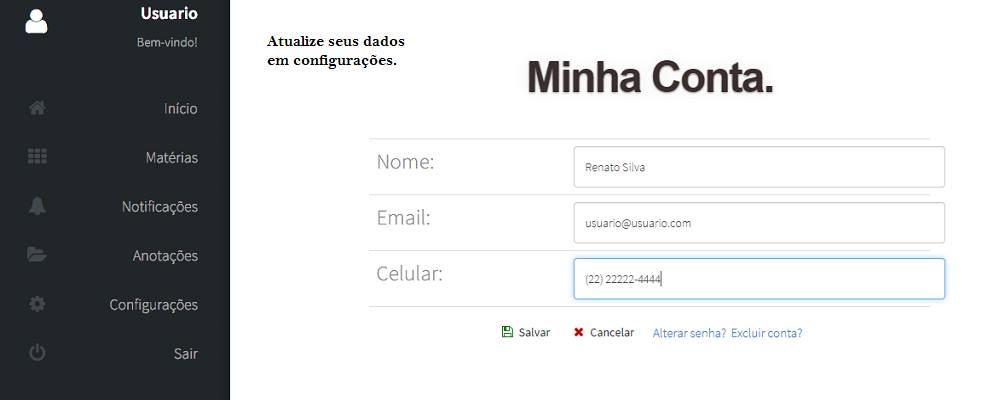 Usuario
Bem-vindo!
Início
Matérias
Notificações
Anotações
Configurações
Sair
Atualize seus dados
em configurações.
Minha Conta.
Nome: Renato Silva
Email: usuario@usuario.com
Celular: (22) 22222-4444
Salvar Cancelar Alterar senha? Excluir conta?